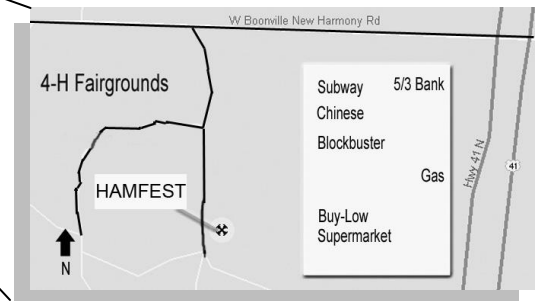 W Boonville New Harmony Rd
4-H Fairgrounds
Subway 5/3 Bank
Chinese
Blockbuster
Gas
Hwy 41 N
41
HAMFEST
Buy-Low
Supermarket
N